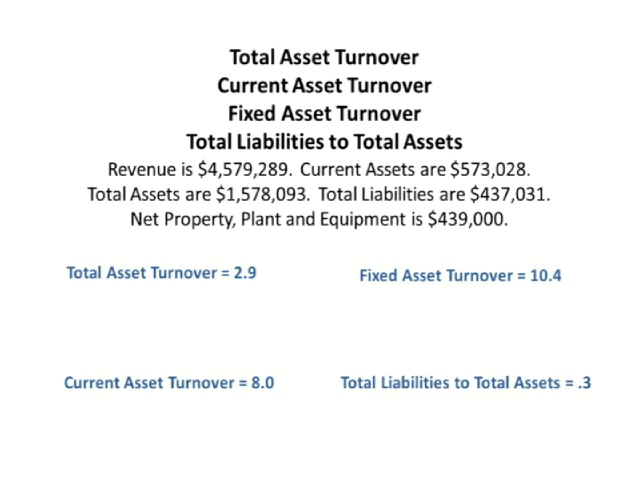 Total Asset Turnover
Current Asset Turnover
Fixed Asset Turnover
Total Liabilities to Total Assets
Revenue is $4,579,289.  Current Assets are $573,028.
Total Assets are $1,578,093.  Total Liabilities are $437,031.
Net Property, Plant and Equipment is $439,000.
Total Asset Turnover = 2.9
Fixed Asset Turnover = 10.4
Current Asset Turnover = 8.0
Total Liabilities to Total Assets = .3